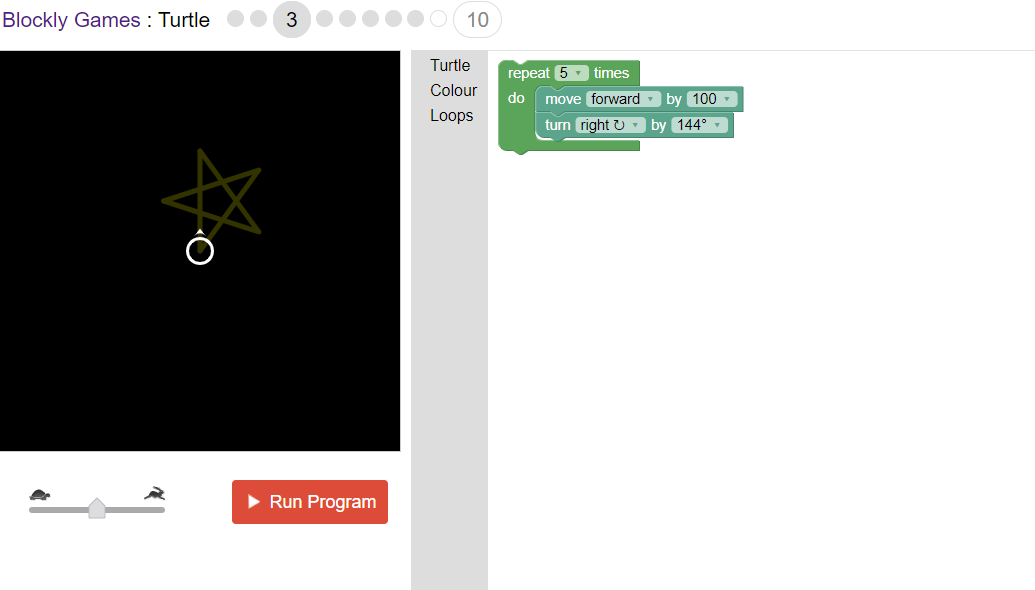 Blockly Games : Turtle 3 10
Turtle
Colour
Loops
repeat 5 times
do move forward by 100
turn right ↻ by 144°
Run Program